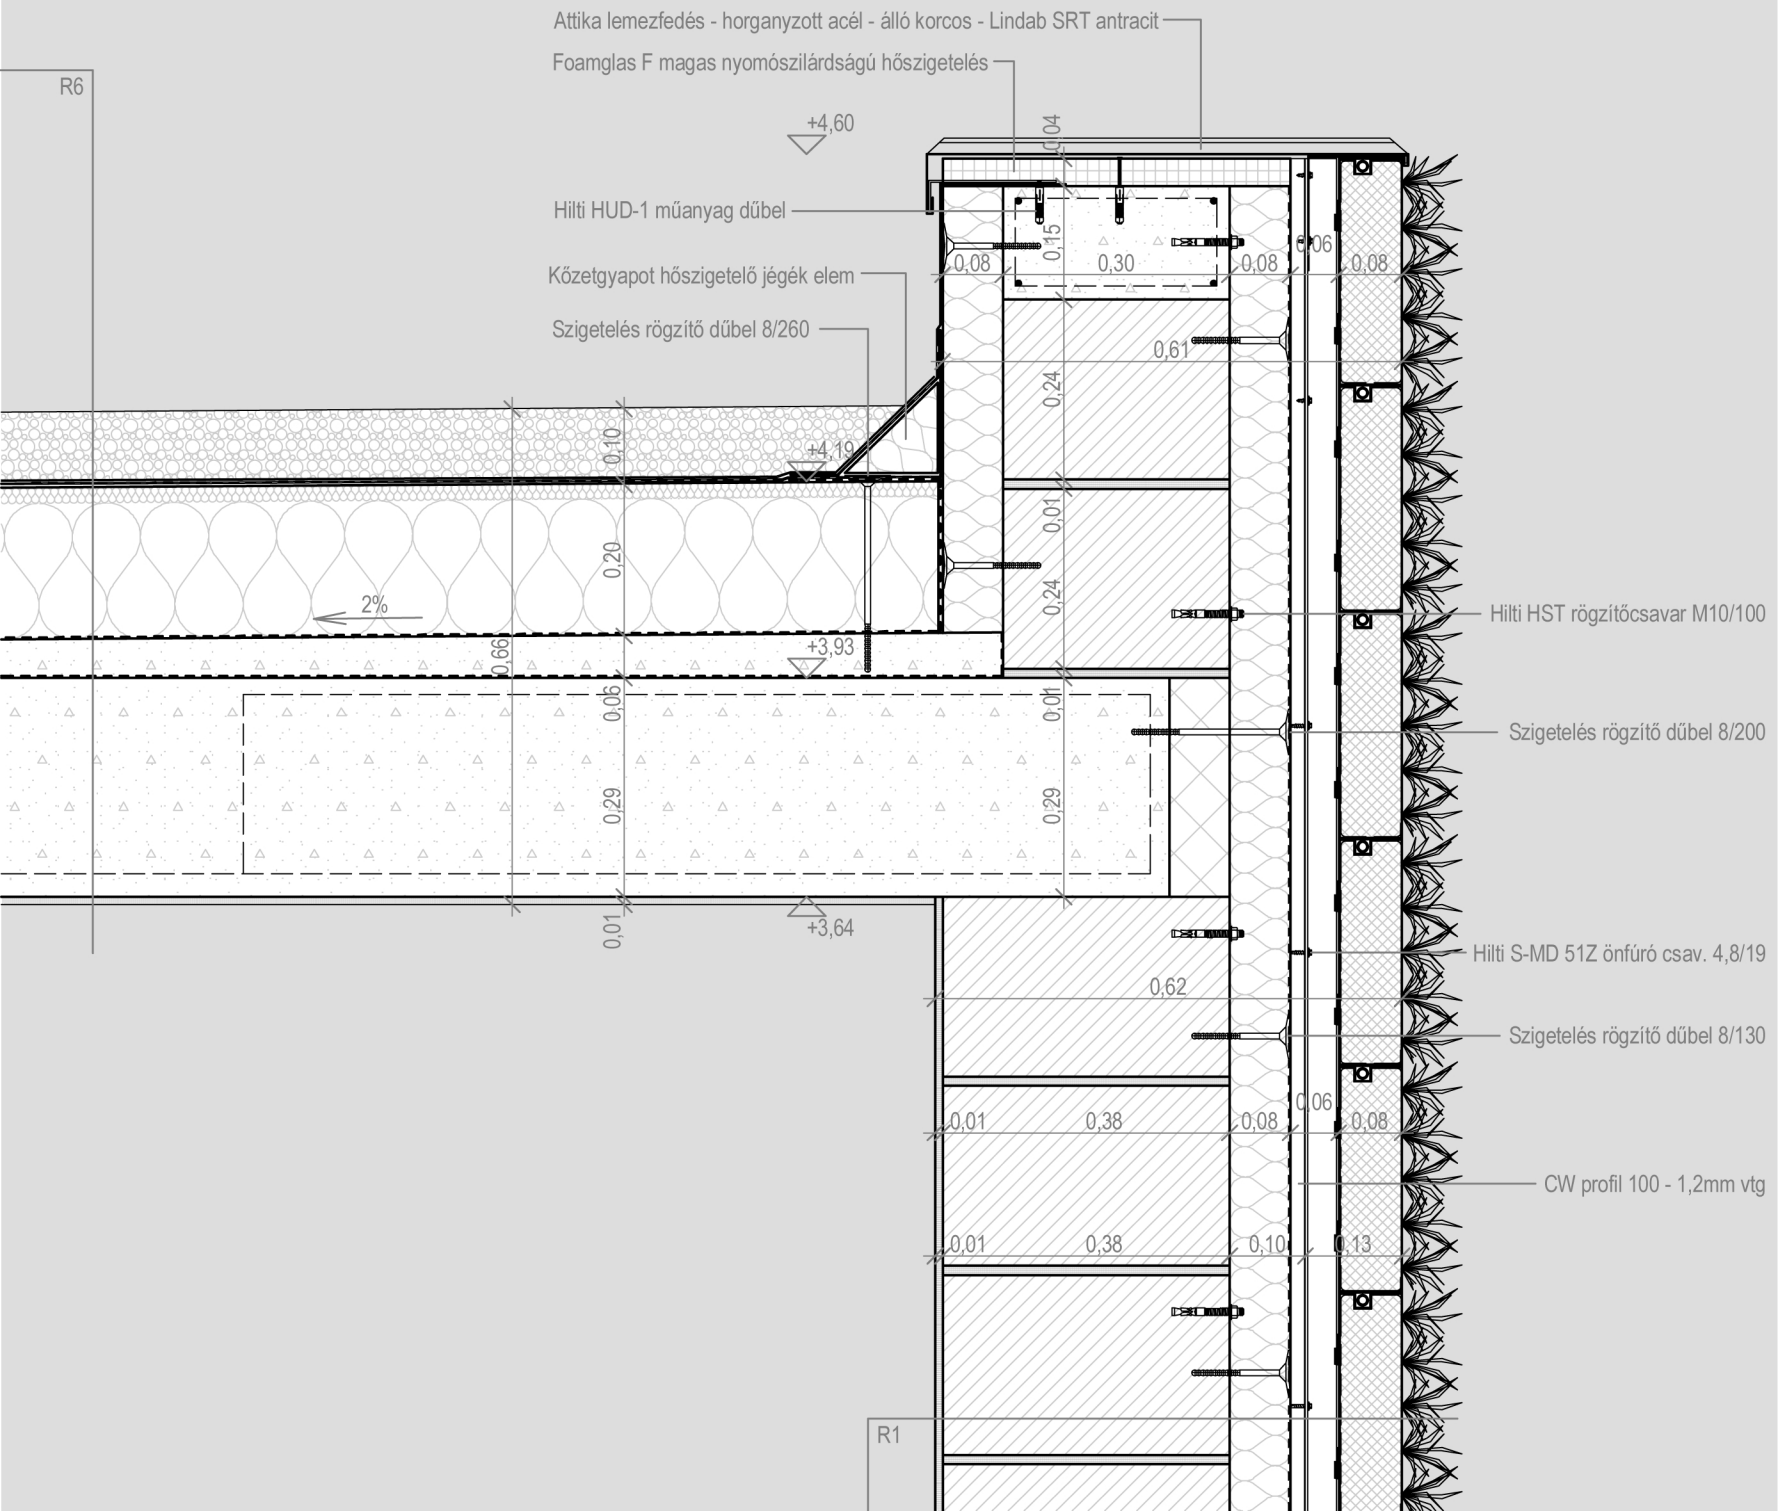 Attika lemezfedés - horganyzott acél - álló korcos - Lindab SRT antracit
Foamglas F magas nyomószilárdságú hőszigetelés
R6
+4,60
0,04
Hilti HUD-1 műanyag dűbel
0,15
0,06
0,08
0,30
0,08
0,08
Kőzetgyapot hőszigetelő jégék elem
Szigetelés rögzítő dűbel 8/260
0,61
0,24
0,10
+4,19
0,01
0,20
0,24
2%
Hilti HST rögzítőcsavar M10/100
0,66
+3,93
0,06
0,01
Szigetelés rögzítő dűbel 8/200
0,29
0,29
0,01
+3,64
Hilti S-MD 51Z önfúró csav. 4,8/19
0,62
Szigetelés rögzítő dűbel 8/130
0,06
0,01
0,38
0,08
0,08
CW profil 100 - 1,2mm vtg
0,01
0,38
0,10
0,13
R1